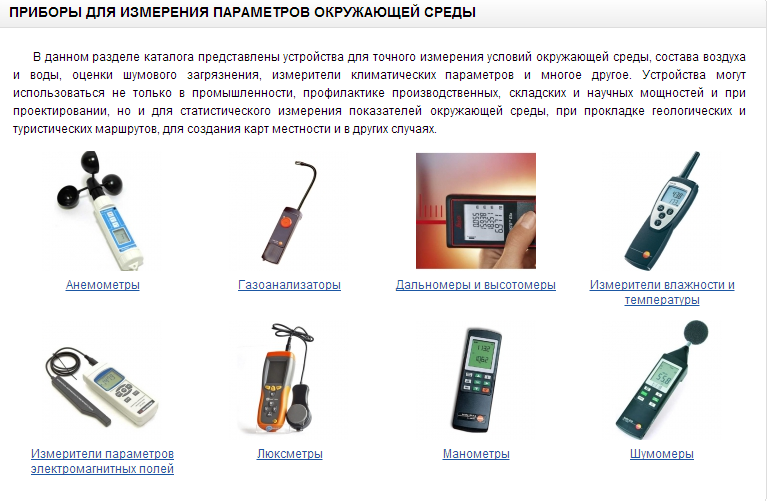 ПРИБОРЫ ДЛЯ ИЗМЕРЕНИЯ ПАРАМЕТРОВ ОКРУЖАЮЩЕЙ СРЕДЫ
В данном разделе каталога представлены устройства для точного измерения условий окружающей среды, состава воздуха
и воды, оценки шумового загрязнения, измерители климатических параметров и многое другое. Устройства могут
использоваться не только в промышленности, профилактике производственных, складских и научных мощностей и при
проектировании, но и для статистического измерения показателей окружающей среды, при прокладке геологических и
туристических маршрутов, для создания карт местности и в других случаях.
Анемометры
Газоанализаторы
Дальномеры и высотомеры
Измерители влажности и
температуры
Измерители параметров
электромагнитных полей
Люксметры
Манометры
Шумомеры